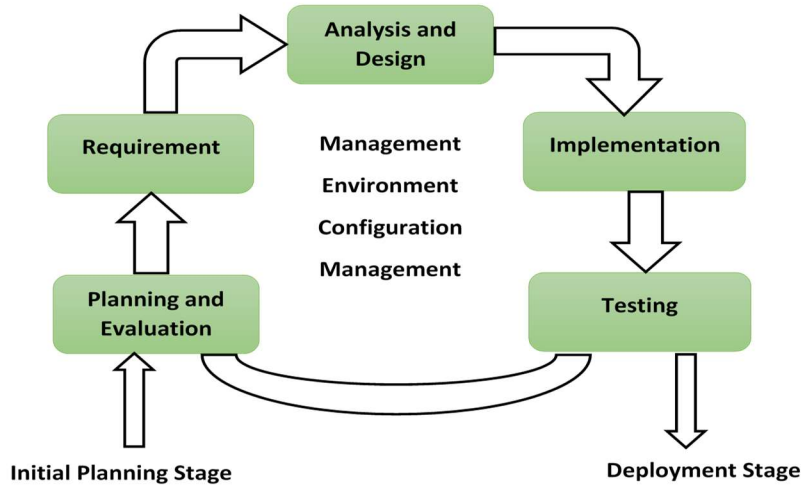 Analysis and
Design
Requirement
Implementation
Management
Environment
Configuration
Management
Planning and
Evaluation
Testing
Initial Planning Stage
Deployment Stage